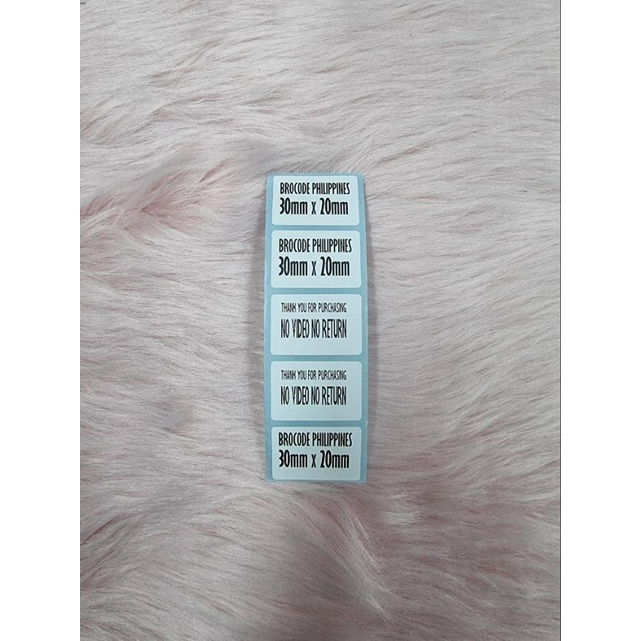 BROCODE PHILIPPINES
30mm x 20mm
BROCODE PHILIPPINES
30mm x 20mm
THANK YOU FOR PURCHASING
NO VIDEO NO RETURN
THANK YOU FOR PURCHASING
NO VIDEO NO RETURN
BROCODE PHILIPPINES
30mm x 20mm